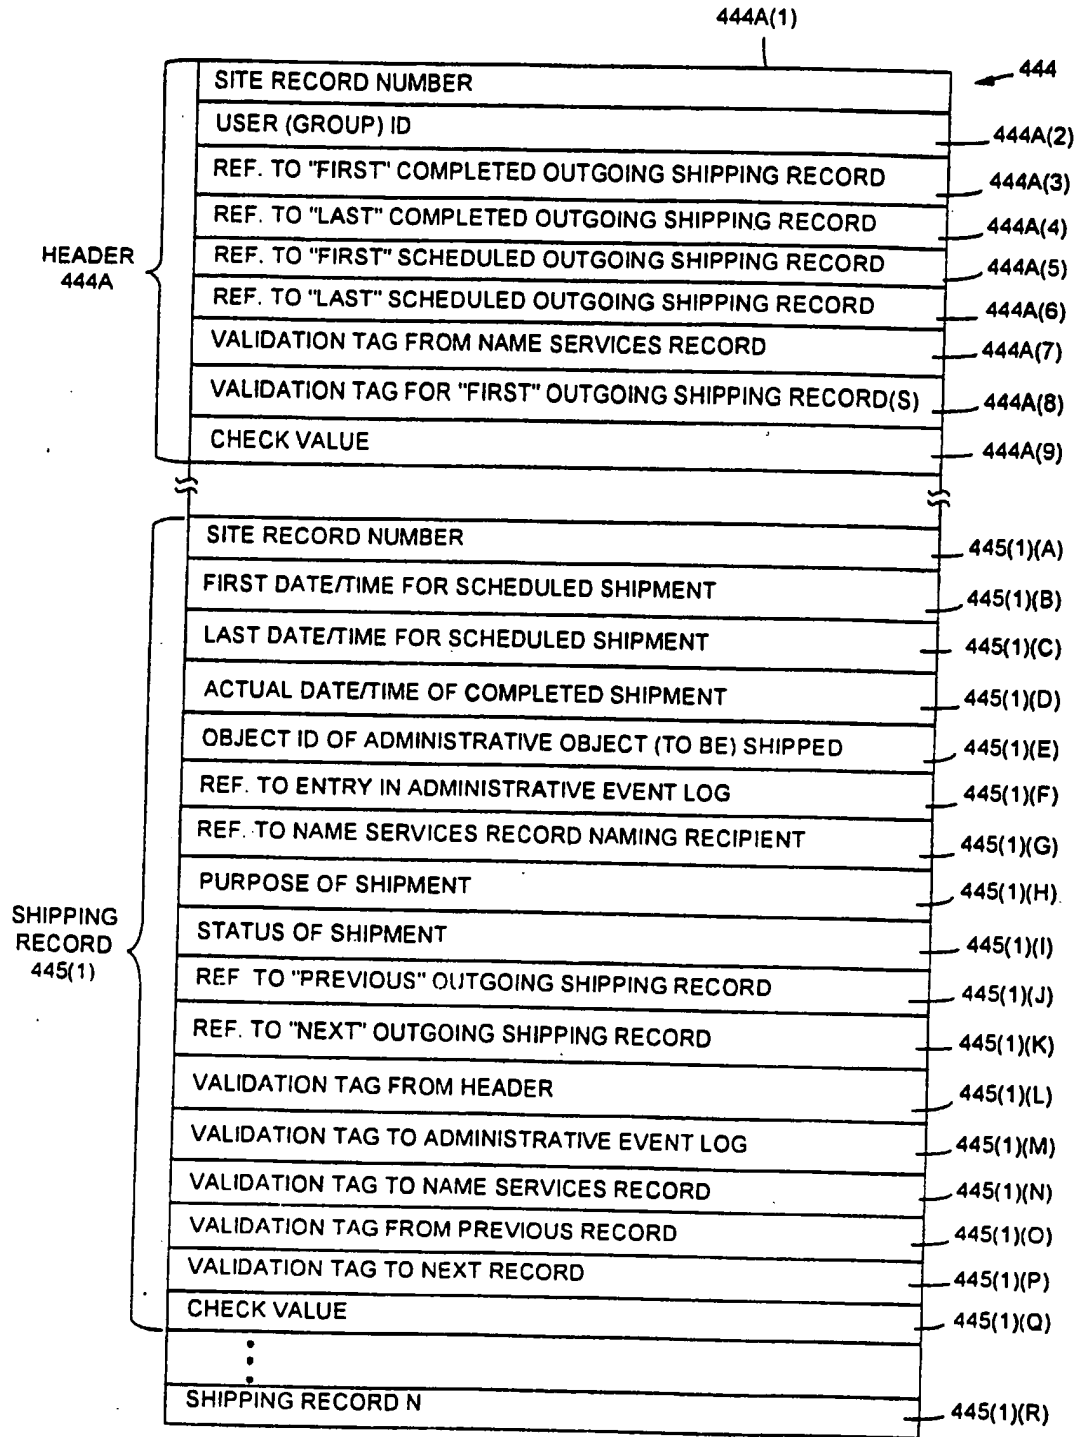 444A(1)
444
SITE RECORD NUMBER
USER (GROUP) ID
444A(2)
REF. TO "FIRST" COMPLETED OUTGOING SHIPPING RECORD
444A(3)
REF. TO "LAST" COMPLETED OUTGOING SHIPPING RECORD
444A(4)
REF. TO "FIRST" SCHEDULED OUTGOING SHIPPING RECORD
444A(5)
REF. TO "LAST" SCHEDULED OUTGOING SHIPPING RECORD
444A(6)
VALIDATION TAG FROM NAME SERVICES RECORD
444A(7)
VALIDATION TAG FOR "FIRST" OUTGOING SHIPPING RECORD(S)
444A(8)
CHECK VALUE
444A(9)
HEADER
444A
SITE RECORD NUMBER
445(1)(A)
FIRST DATE/TIME FOR SCHEDULED SHIPMENT
445(1)(B)
LAST DATE/TIME FOR SCHEDULED SHIPMENT
445(1)(C)
ACTUAL DATE/TIME OF COMPLETED SHIPMENT
445(1)(D)
OBJECT ID OF ADMINISTRATIVE OBJECT (TO BE) SHIPPED
445(1)(E)
REF. TO ENTRY IN ADMINISTRATIVE EVENT LOG
445(1)(F)
REF. TO NAME SERVICES RECORD NAMING RECIPIENT
445(1)(G)
PURPOSE OF SHIPMENT
445(1)(H)
STATUS OF SHIPMENT
445(1)(I)
REF TO "PREVIOUS" OUTGOING SHIPPING RECORD
445(1)(J)
REF. TO "NEXT" OUTGOING SHIPPING RECORD
445(1)(K)
VALIDATION TAG FROM HEADER
445(1)(L)
VALIDATION TAG TO ADMINISTRATIVE EVENT LOG
445(1)(M)
VALIDATION TAG TO NAME SERVICES RECORD
445(1)(N)
VALIDATION TAG FROM PREVIOUS RECORD
445(1)(O)
VALIDATION TAG TO NEXT RECORD
445(1)(P)
CHECK VALUE
445(1)(Q)
SHIPPING
RECORD
445(1)
SHIPPING RECORD N
445(1)(R)